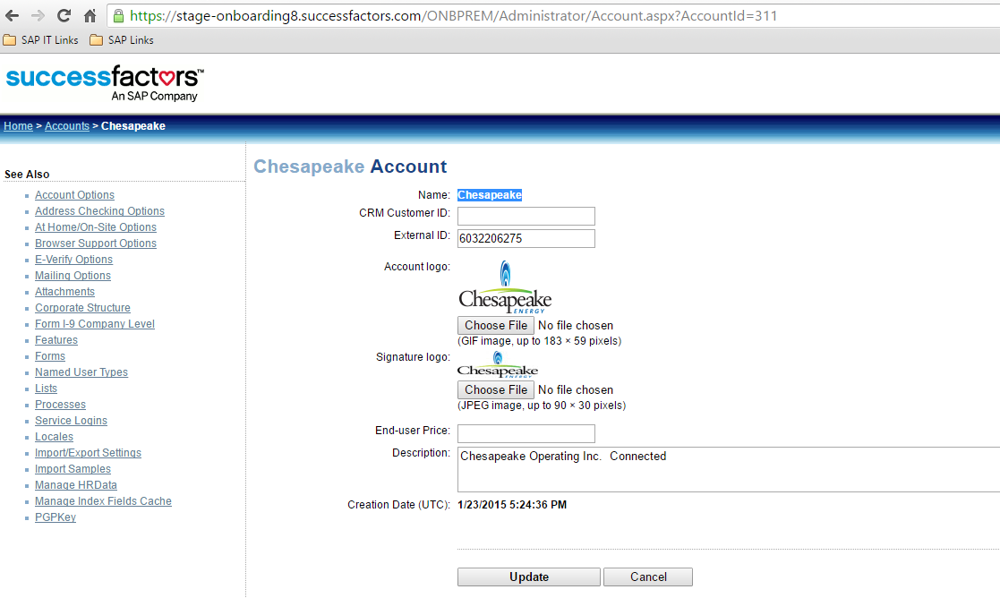 https://stage-onboarding8.successfactors.com/ONBPREM/Administrator/Account.aspx?AccountId=311
SAP IT Links SAP Links
successfactors™
An SAP Company
Home > Accounts > Chesapeake
See Also
Account Options
Address Checking Options
At Home/On-Site Options
Browser Support Options
E-Verify Options
Mailing Options
Attachments
Corporate Structure
Form I-9 Company Level
Features
Forms
Named User Types
Lists
Processes
Service Logins
Locales
Import/Export Settings
Import Samples
Manage HRData
Manage Index Fields Cache
PGPKey
Chesapeake Account
Name: Chesapeake
CRM Customer ID:
External ID: 6032206275
Account logo:
Chesapeake
ENERGY
Choose File No file chosen
(GIF image, up to 183 × 59 pixels)
Signature logo:
Chesapeake
ENERGY
Choose File No file chosen
(JPEG image, up to 90 × 30 pixels)
End-user Price:
Description: Chesapeake Operating Inc. Connected
Creation Date (UTC): 1/23/2015 5:24:36 PM
Update Cancel